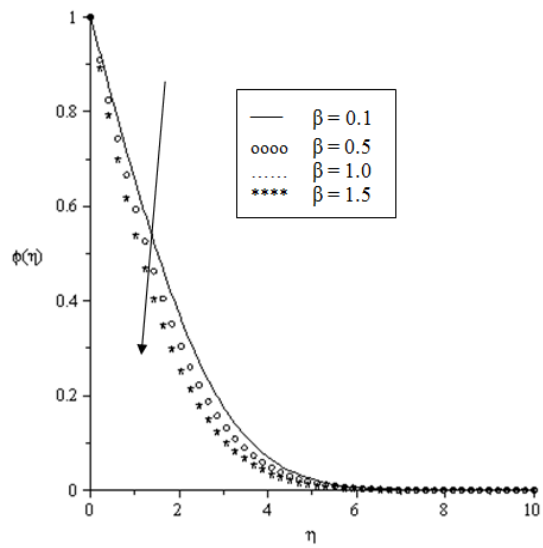 1
0.8
0.6
ϕ(η)
0.4
0.2
0
0 2 4 6 8 10
η
β = 0.1
oooo β = 0.5
...... β = 1.0
**** β = 1.5